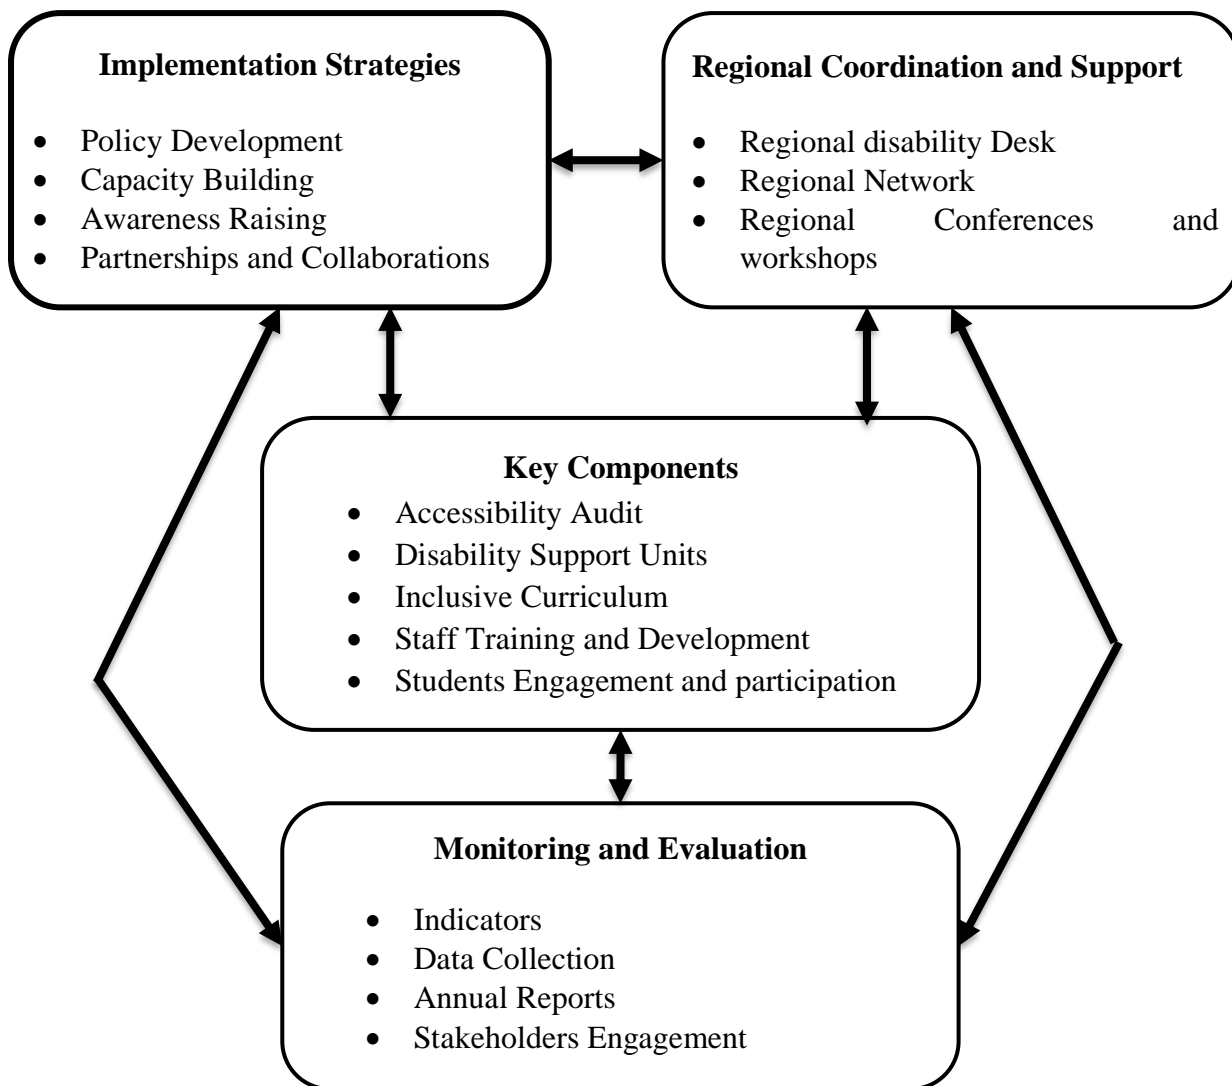 Implementation Strategies
• Policy Development
• Capacity Building
• Awareness Raising
• Partnerships and Collaborations
Regional Coordination and Support
• Regional disability Desk
• Regional Network
• Regional Conferences and
workshops
Key Components
• Accessibility Audit
• Disability Support Units
• Inclusive Curriculum
• Staff Training and Development
• Students Engagement and participation
Monitoring and Evaluation
• Indicators
• Data Collection
• Annual Reports
• Stakeholders Engagement